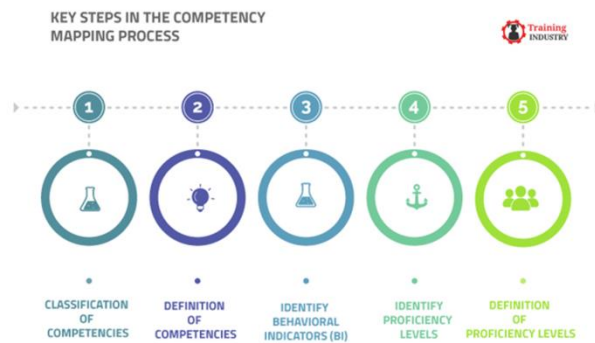 KEY STEPS IN THE COMPETENCY
MAPPING PROCESS
Training
INDUSTRY
1
2
3
4
5
CLASSIFICATION
OF
COMPETENCIES
DEFINITION
OF
COMPETENCIES
IDENTIFY
BEHAVIORAL
INDICATORS (BI)
IDENTIFY
PROFICIENCY
LEVELS
DEFINITION
OF
PROFICIENCY LEVELS